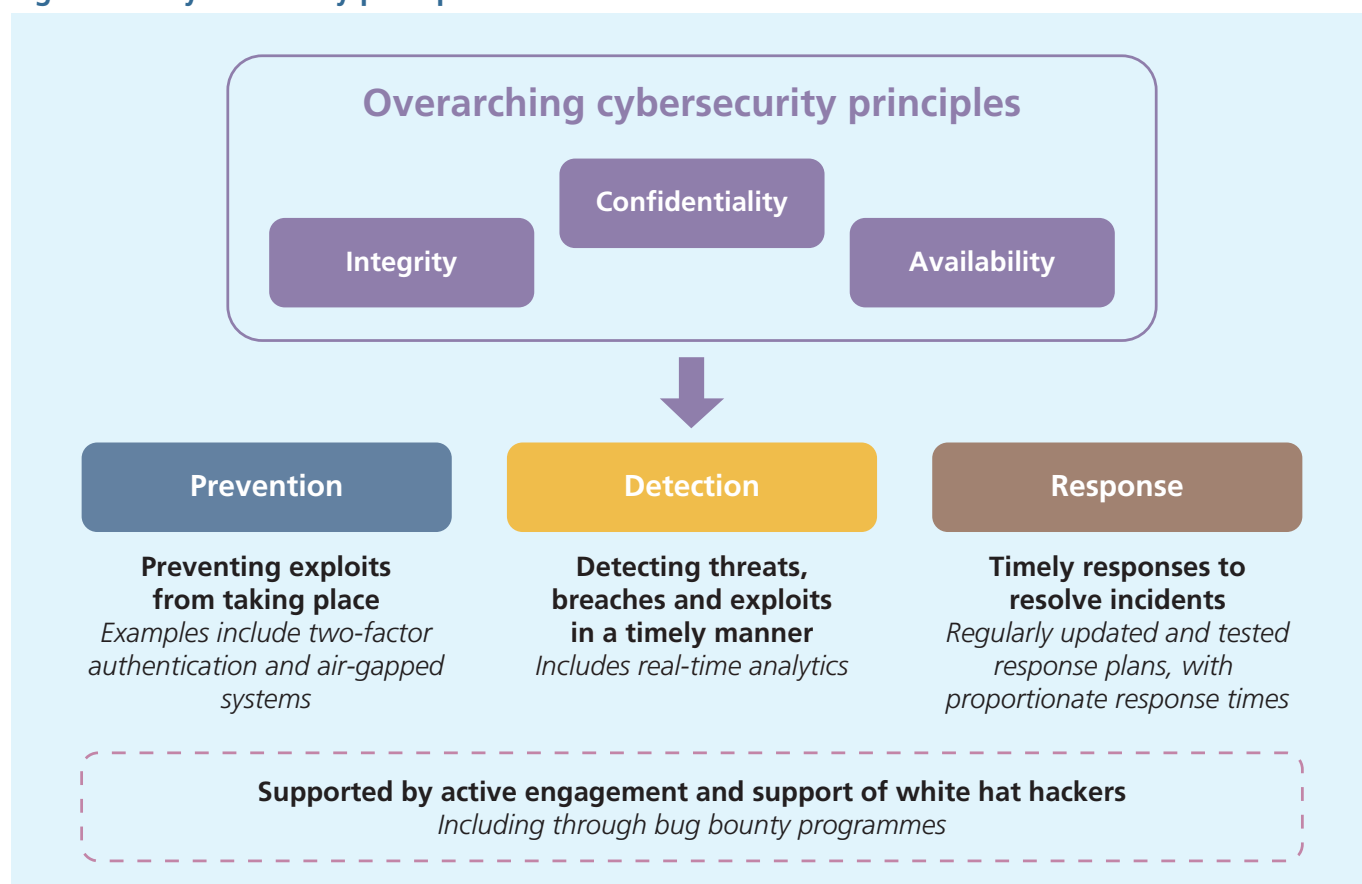 Overarching cybersecurity principles
Confidentiality
Integrity
Availability
Prevention
Detection
Response
Preventing exploits
from taking place
Examples include two-factor
authentication and air-gapped
systems
Detecting threats,
breaches and exploits
in a timely manner
Includes real-time analytics
Timely responses to
resolve incidents
Regularly updated and tested
response plans, with
proportionate response times
Supported by active engagement and support of white hat hackers
Including through bug bounty programmes